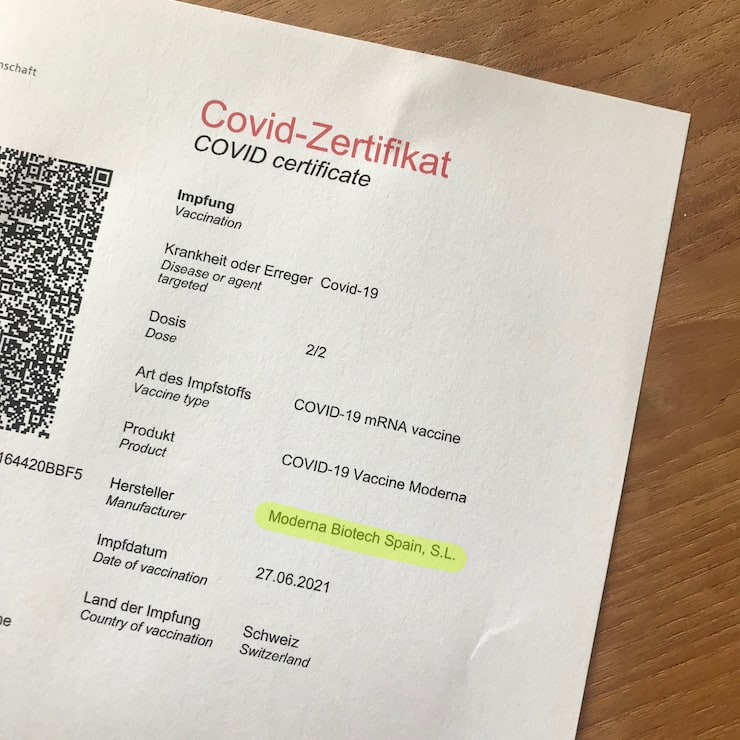 Covid-Zertifikat
COVID certificate
Impfung
Vaccination
Krankheit oder Erreger Covid-19
Disease or agent
targeted
Dosis
Dose
2/2
Art des Impfstoffs
Vaccine type
COVID-19 mRNA vaccine
Produkt
Product
COVID-19 Vaccine Moderna
164420BBF5
Hersteller
Manufacturer
Moderna Biotech Spain, S.L.
Impfdatum
Date of vaccination
27.06.2021
Land der Impfung
Country of vaccination
Schweiz
Switzerland